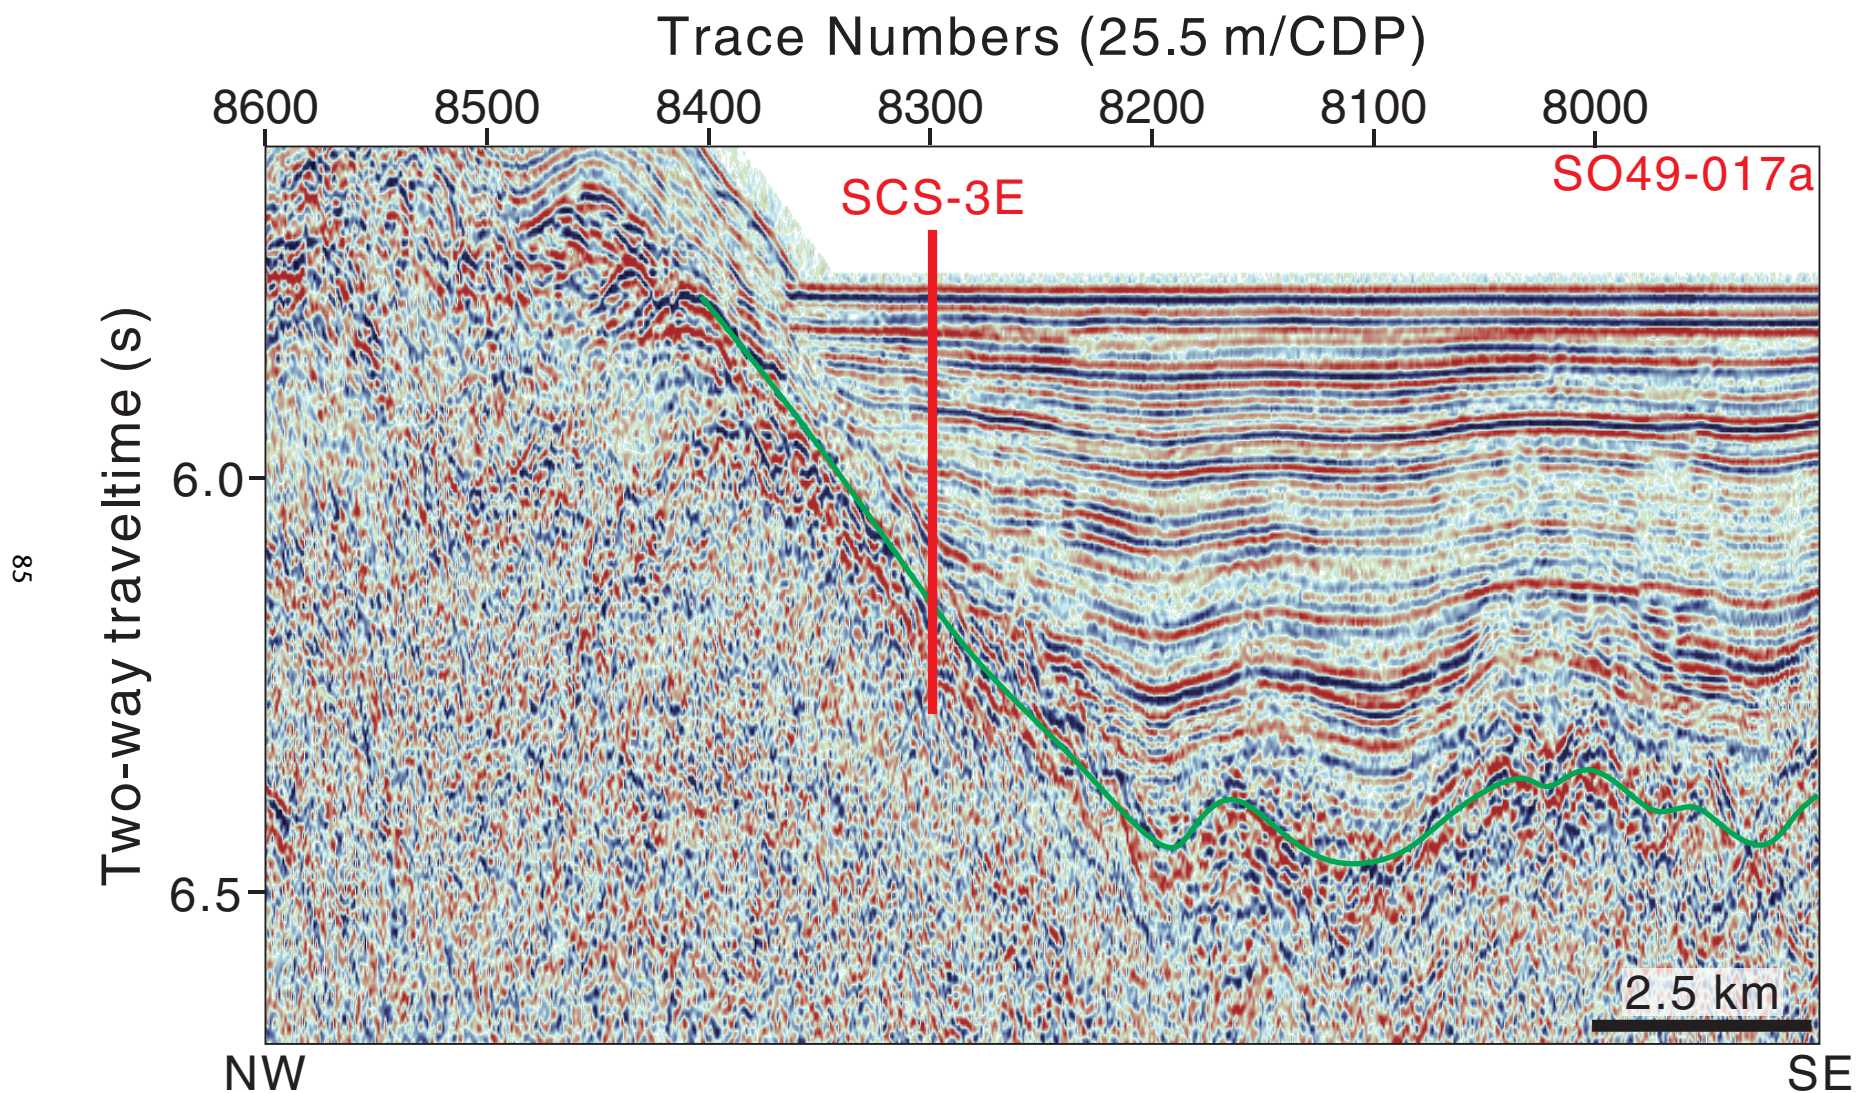 Trace Numbers (25.5 m/CDP)
8600 8500 8400 8300 8200 8100 8000
SO49-017a
SCS-3E
Two-way traveltime (s)
6.0
6.5
85
2.5 km
NW
SE